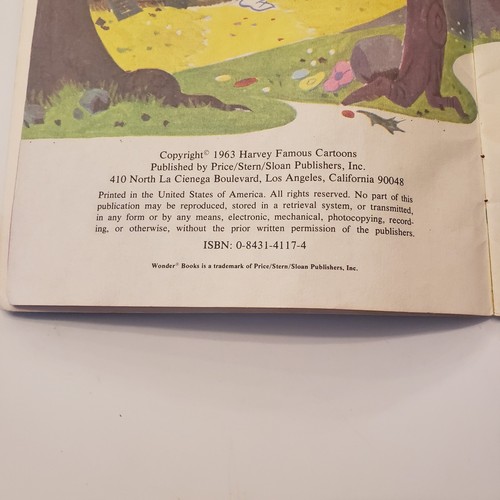 Copyright© 1963 Harvey Famous Cartoons
Published by Price/Stern/Sloan Publishers, Inc.
410 North La Cienega Boulevard, Los Angeles, California 90048
Printed in the United States of America. All rights reserved. No part of this
publication may be reproduced, stored in a retrieval system, or transmitted,
in any form or by any means, electronic, mechanical, photocopying, record-
ing, or otherwise, without the prior written permission of the publishers.
ISBN: 0-8431-4117-4
Wonder® Books is a trademark of Price/Stern/Sloan Publishers, Inc.